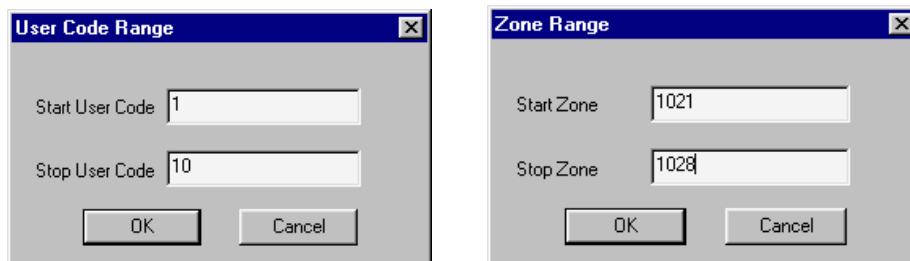 User Code Range
Start User Code 1
Stop User Code 10
OK Cancel
Zone Range
Start Zone 1021
Stop Zone 1028
OK Cancel